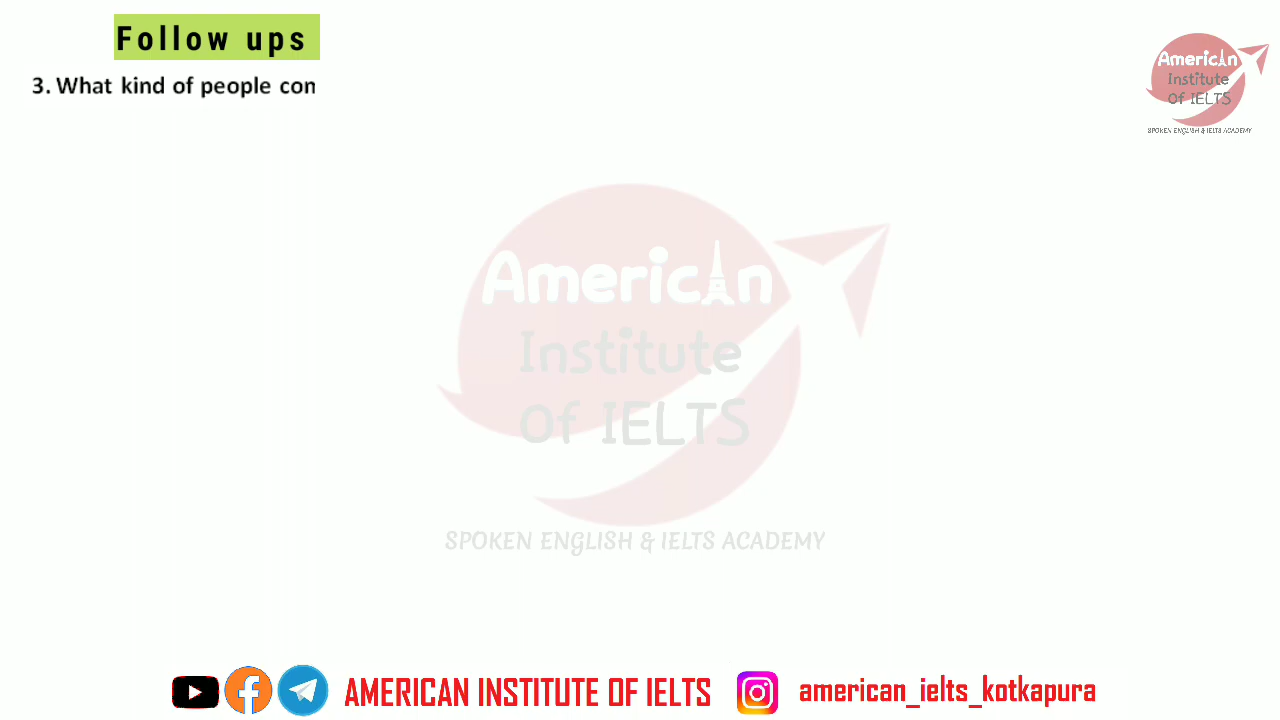 Follow ups
3. What kind of people con
American
Institute
Of IELTS
SPOKEN ENGLISH & IELTS ACADEMY
American
Institute
Of IELTS
SPOKEN ENGLISH & IELTS ACADEMY
AMERICAN INSTITUTE OF IELTS
american_ielts_kotkapura